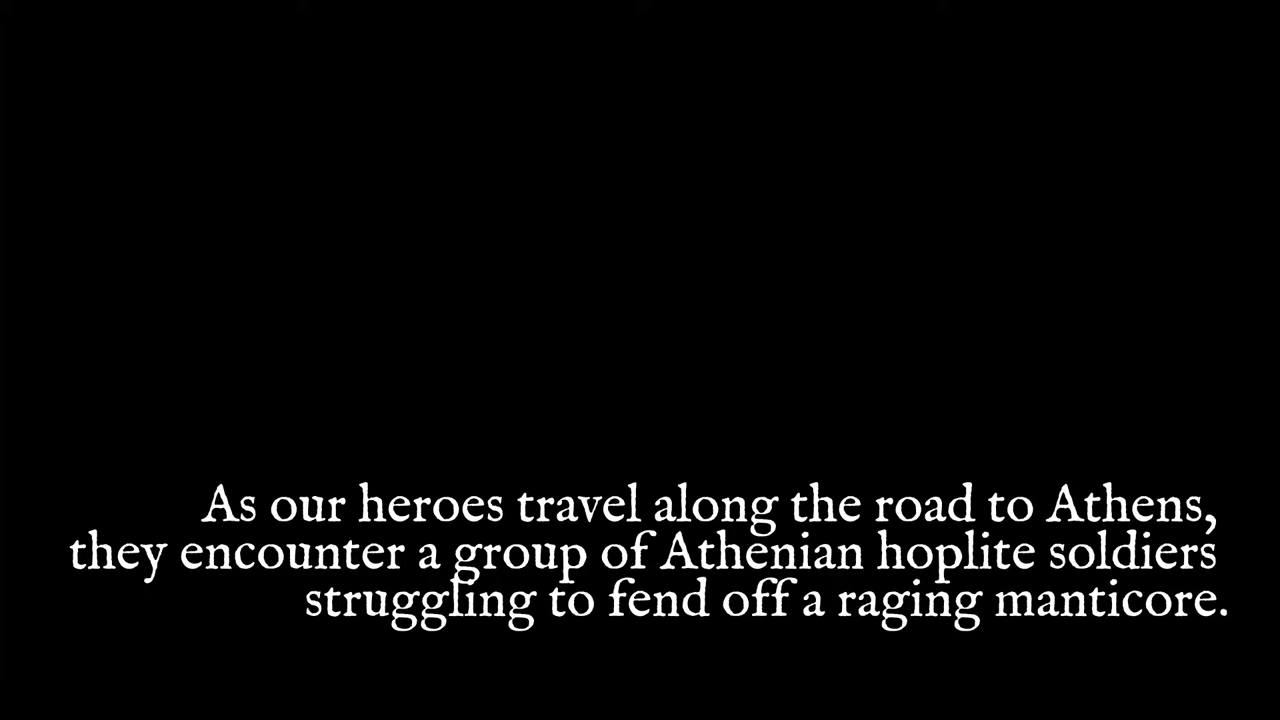 As our heroes travel along the road to Athens,
they encounter a group of Athenian hoplite soldiers
struggling to fend off a raging manticore.